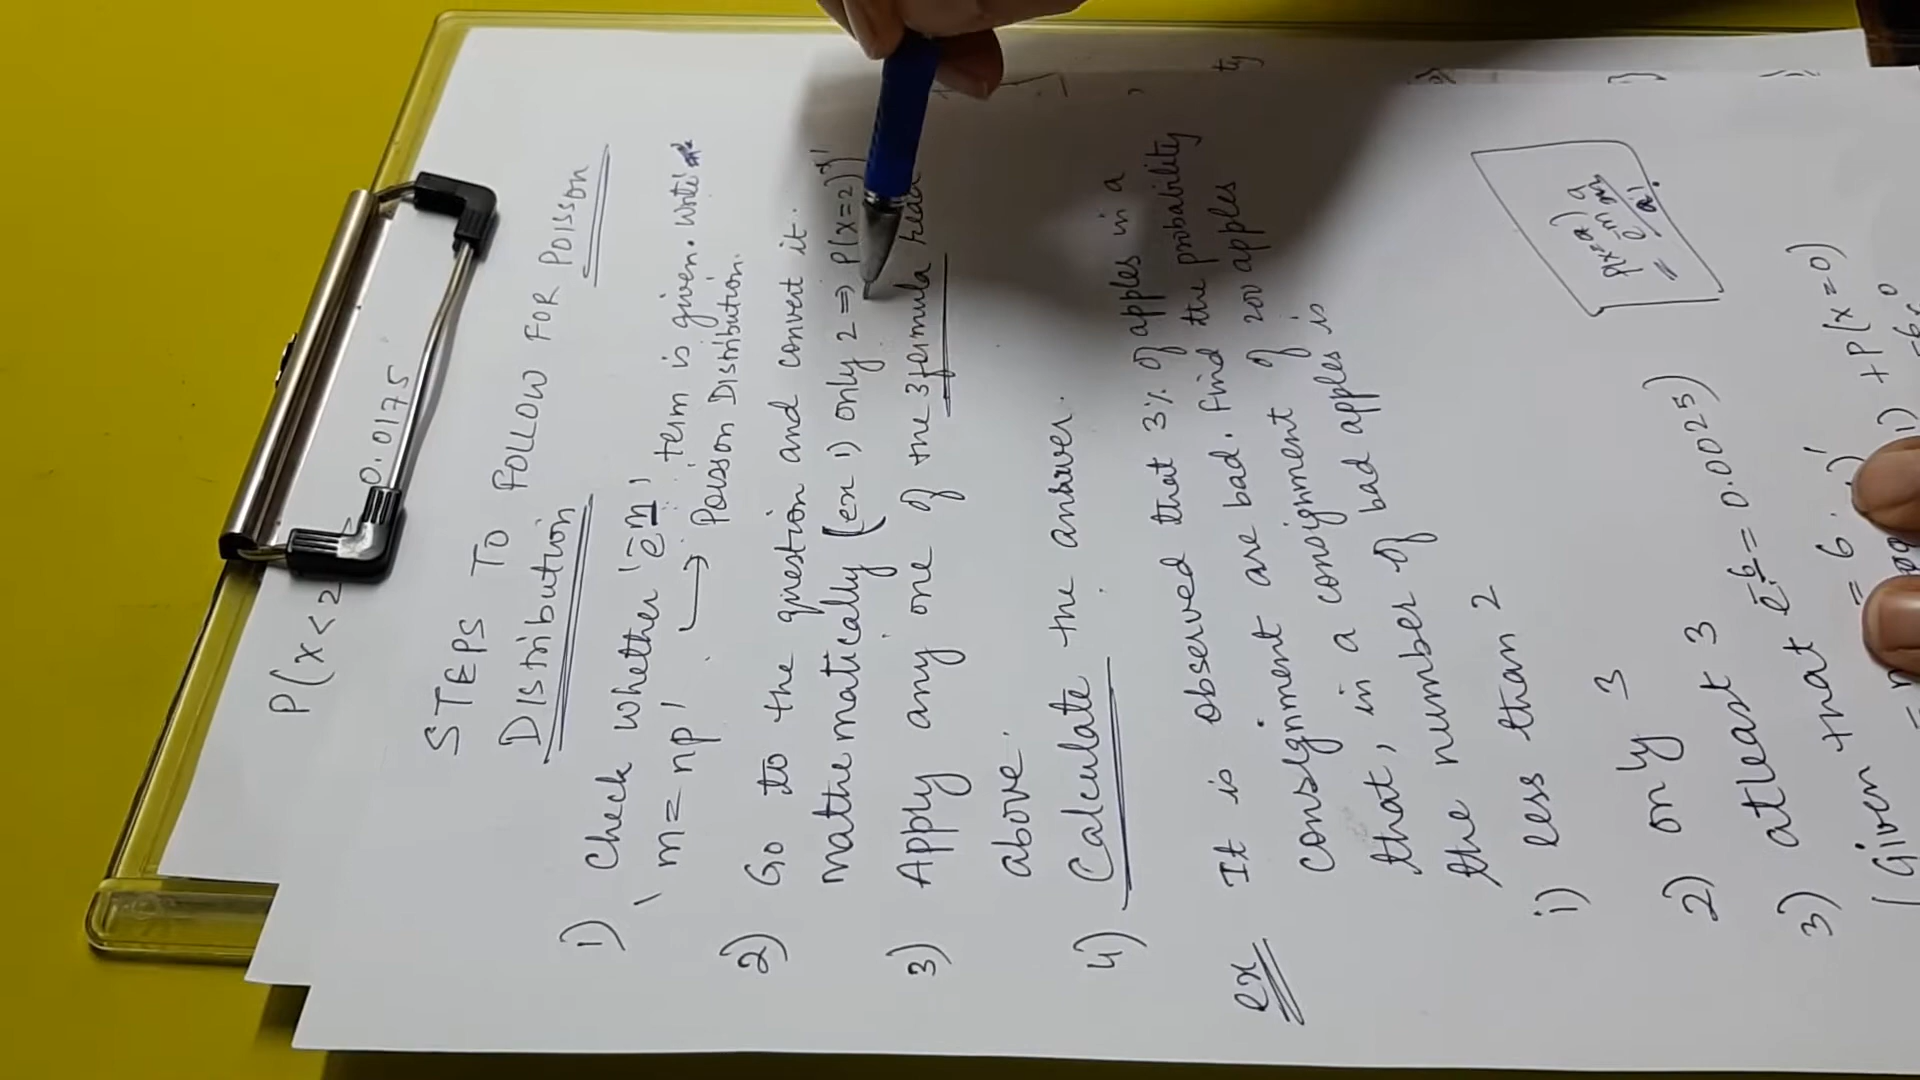 P(x<2
0.0175
STEPS TO FOLLOW FOR POISSON
Distribution
1) Check whether 'e⁻ᵐ' term is given. Write
'm = np'. ↳ Poisson Distribution.
2) Go to the question and convert it
mathematically (ex 1) only 2 ⇒ P(x=2))
3) Apply any one of the 3 formula
above.
4) Calculate the answer.
ex It is observed that 3% of apples in a
consignment are bad. Find the probability
that, in a consignment of 200 apples
the number of bad apples is
i) less than 2
2) only 3
3) atleast 3
(Given that e⁻⁶ = 0.0025)
P(x=a)
= e⁻ᵐ mᵃ
a!
= 6
+ P(x=0)